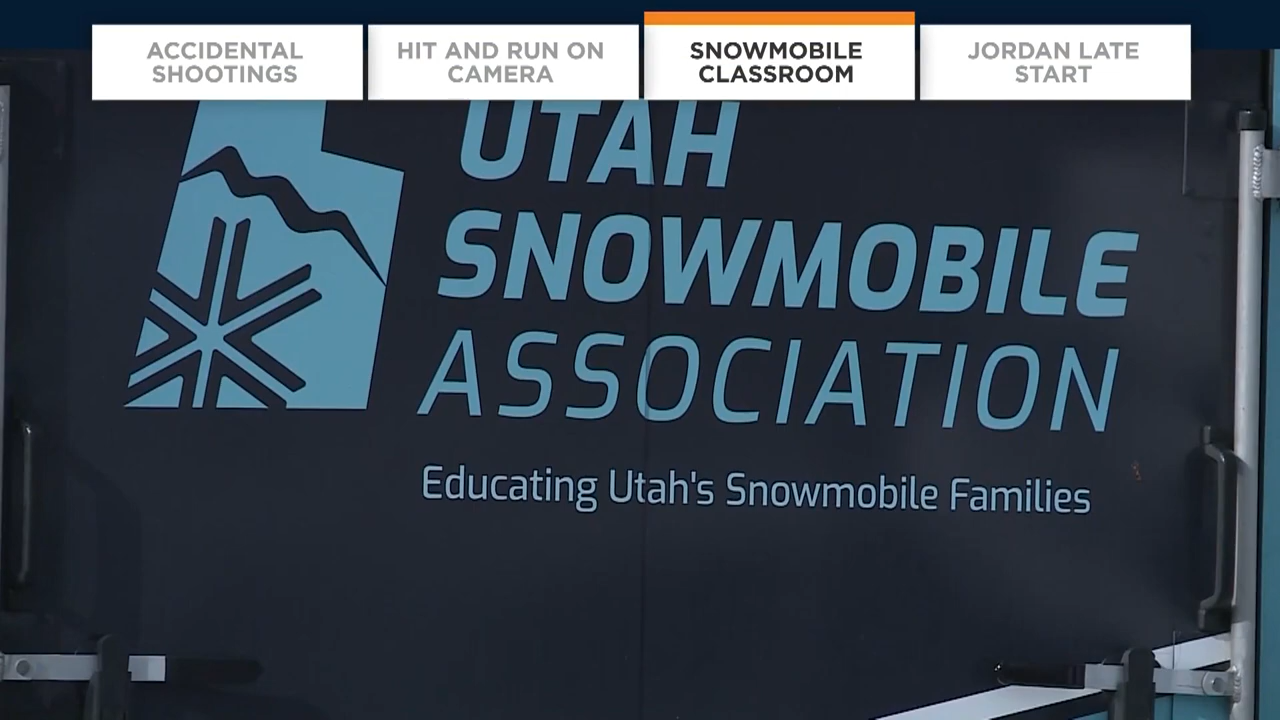 ACCIDENTAL
SHOOTINGS
HIT AND RUN ON
CAMERA
SNOWMOBILE
CLASSROOM
JORDAN LATE
START
UTAH
SNOWMOBILE
ASSOCIATION
Educating Utah's Snowmobile Families